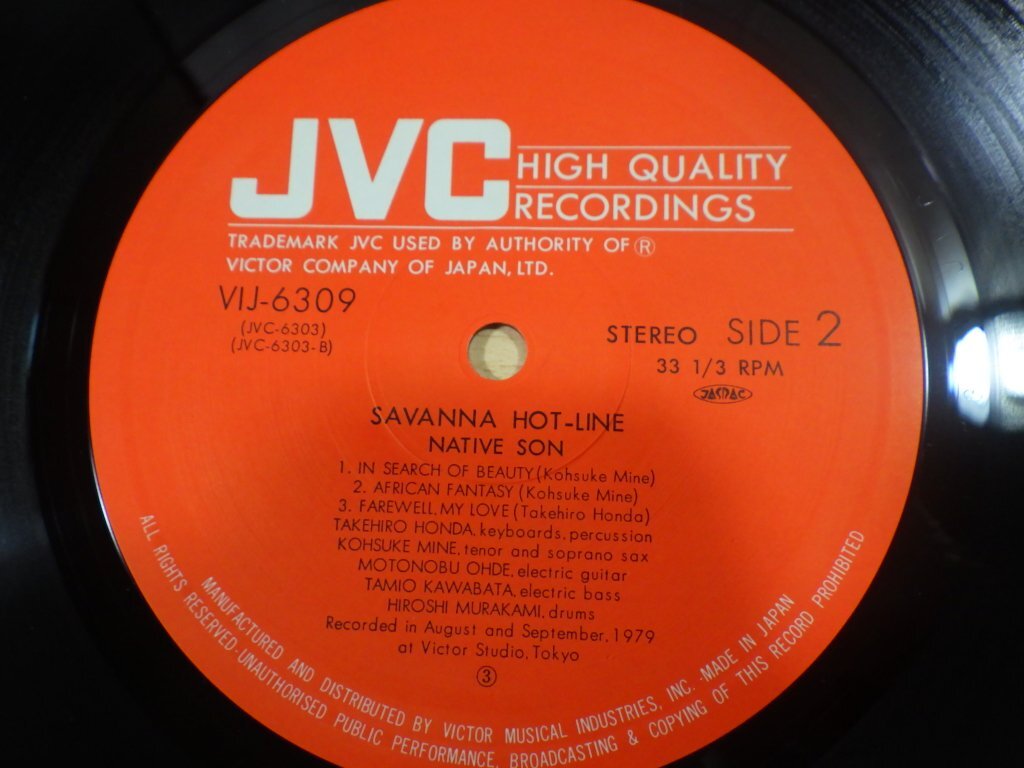 JVC HIGH QUALITY
RECORDINGS
TRADEMARK JVC USED BY AUTHORITY OF ®
VICTOR COMPANY OF JAPAN, LTD.
VIJ-6309
(JVC-6303)
(JVC-6303-B)
STEREO SIDE 2
33 1/3 RPM
JASRAC
SAVANNA HOT-LINE
NATIVE SON
1. IN SEARCH OF BEAUTY (Kohsuke Mine)
2. AFRICAN FANTASY (Kohsuke Mine)
3. FAREWELL, MY LOVE (Takehiro Honda)
TAKEHIRO HONDA, keyboards, percussion
KOHSUKE MINE, tenor and soprano sax
MOTONOBU OHDE, electric guitar
TAMIO KAWABATA, electric bass
HIROSHI MURAKAMI, drums
Recorded in August and September, 1979
at Victor Studio, Tokyo
③
MANUFACTURED AND DISTRIBUTED BY VICTOR MUSICAL INDUSTRIES, INC. MADE IN JAPAN
ALL RIGHTS RESERVED·UNAUTHORISED PUBLIC PERFORMANCE, BROADCASTING & COPYING OF THIS RECORD PROHIBITED